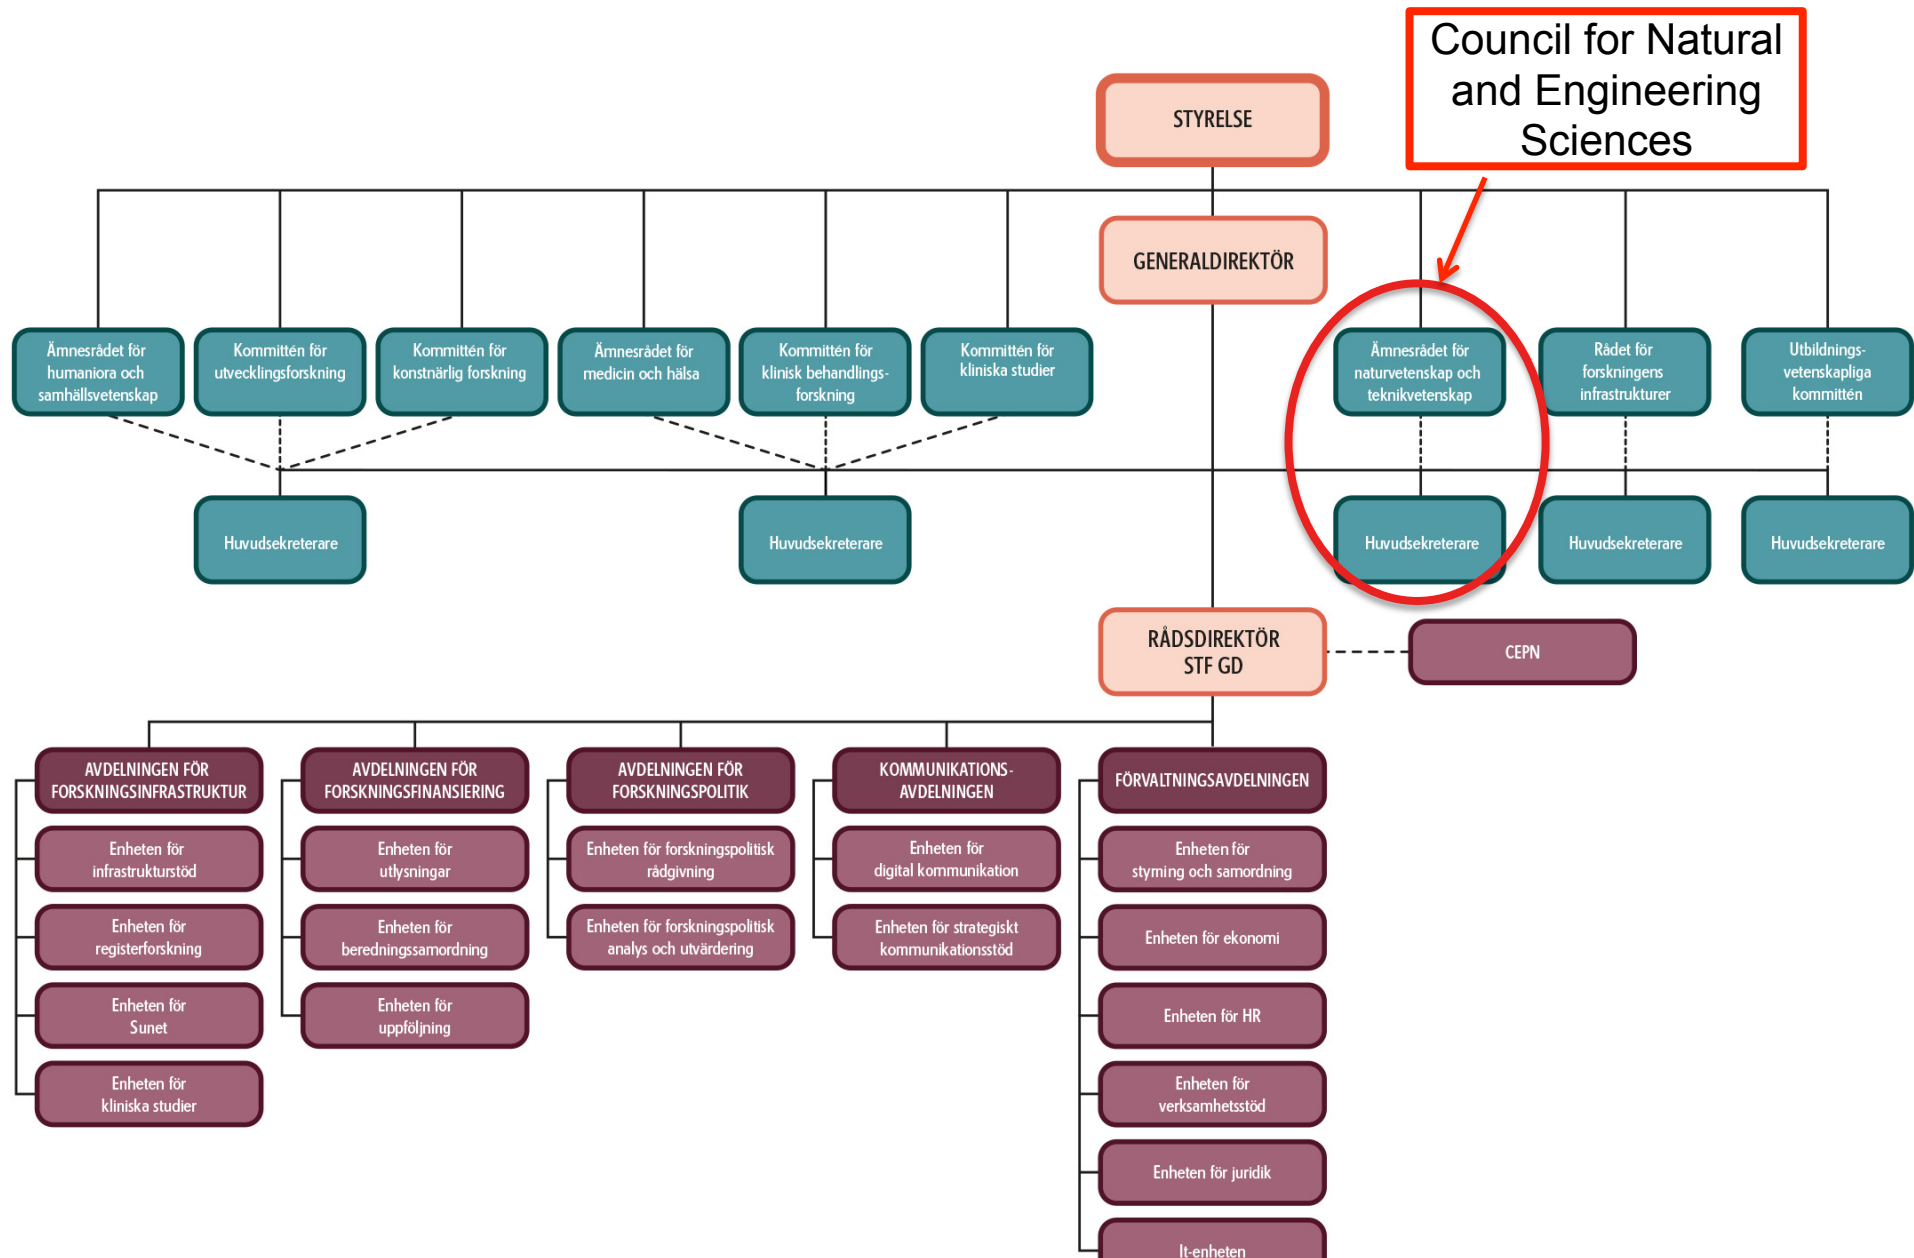 Council for Natural
and Engineering
Sciences
STYRELSE
GENERALDIREKTÖR
Ämnesrådet för
humaniora och
samhällsvetenskap
Kommittén för
utvecklingsforskning
Kommittén för
konstnärlig forskning
Ämnesrådet för
medicin och hälsa
Kommittén för
klinisk behandlings-
forskning
Kommittén för
kliniska studier
Ämnesrådet för
naturvetenskap och
teknikvetenskap
Rådet för
forskningens
infrastrukturer
Utbildnings-
vetenskapliga
kommittén
Huvudsekreterare
Huvudsekreterare
Huvudsekreterare
Huvudsekreterare
Huvudsekreterare
RÅDSDIREKTÖR
STF GD
CEPN
AVDELNINGEN FÖR
FORSKNINGSINFRASTRUKTUR
Enheten för
infrastrukturstöd
Enheten för
registerforskning
Enheten för
Sunet
Enheten för
kliniska studier
AVDELNINGEN FÖR
FORSKNINGSFINANSIERING
Enheten för
utlysningar
Enheten för
beredningssamordning
Enheten för
uppföljning
AVDELNINGEN FÖR
FORSKNINGSPOLITIK
Enheten för forskningspolitisk
rådgivning
Enheten för forskningspolitisk
analys och utvärdering
KOMMUNIKATIONS-
AVDELNINGEN
Enheten för
digital kommunikation
Enheten för strategiskt
kommunikationsstöd
FÖRVALTNINGSAVDELNINGEN
Enheten för
styrning och samordning
Enheten för ekonomi
Enheten för HR
Enheten för
verksamhetsstöd
Enheten för juridik
It-enheten